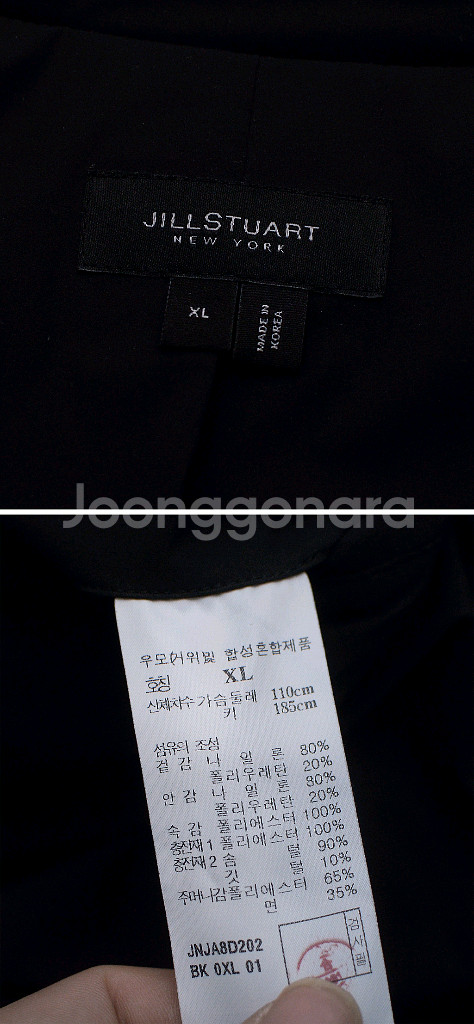 JILLSTUART
NEW YORK
XL
MADE IN
KOREA
Joonggonara
우모(거위)및 합성혼합제품
호칭 XL
신체치수 가슴둘레 110cm
키 185cm
섬유의 조성
겉감 나일론 80%
폴리우레탄 20%
안감 나일론 80%
폴리우레탄 20%
속감 폴리에스터 100%
충전재1 폴리에스터 100%
충전재2 솜털 90%
깃털 10%
주머니감 폴리에스터 65%
면 35%
JNJA8D202
BK 0XL 01
검사필